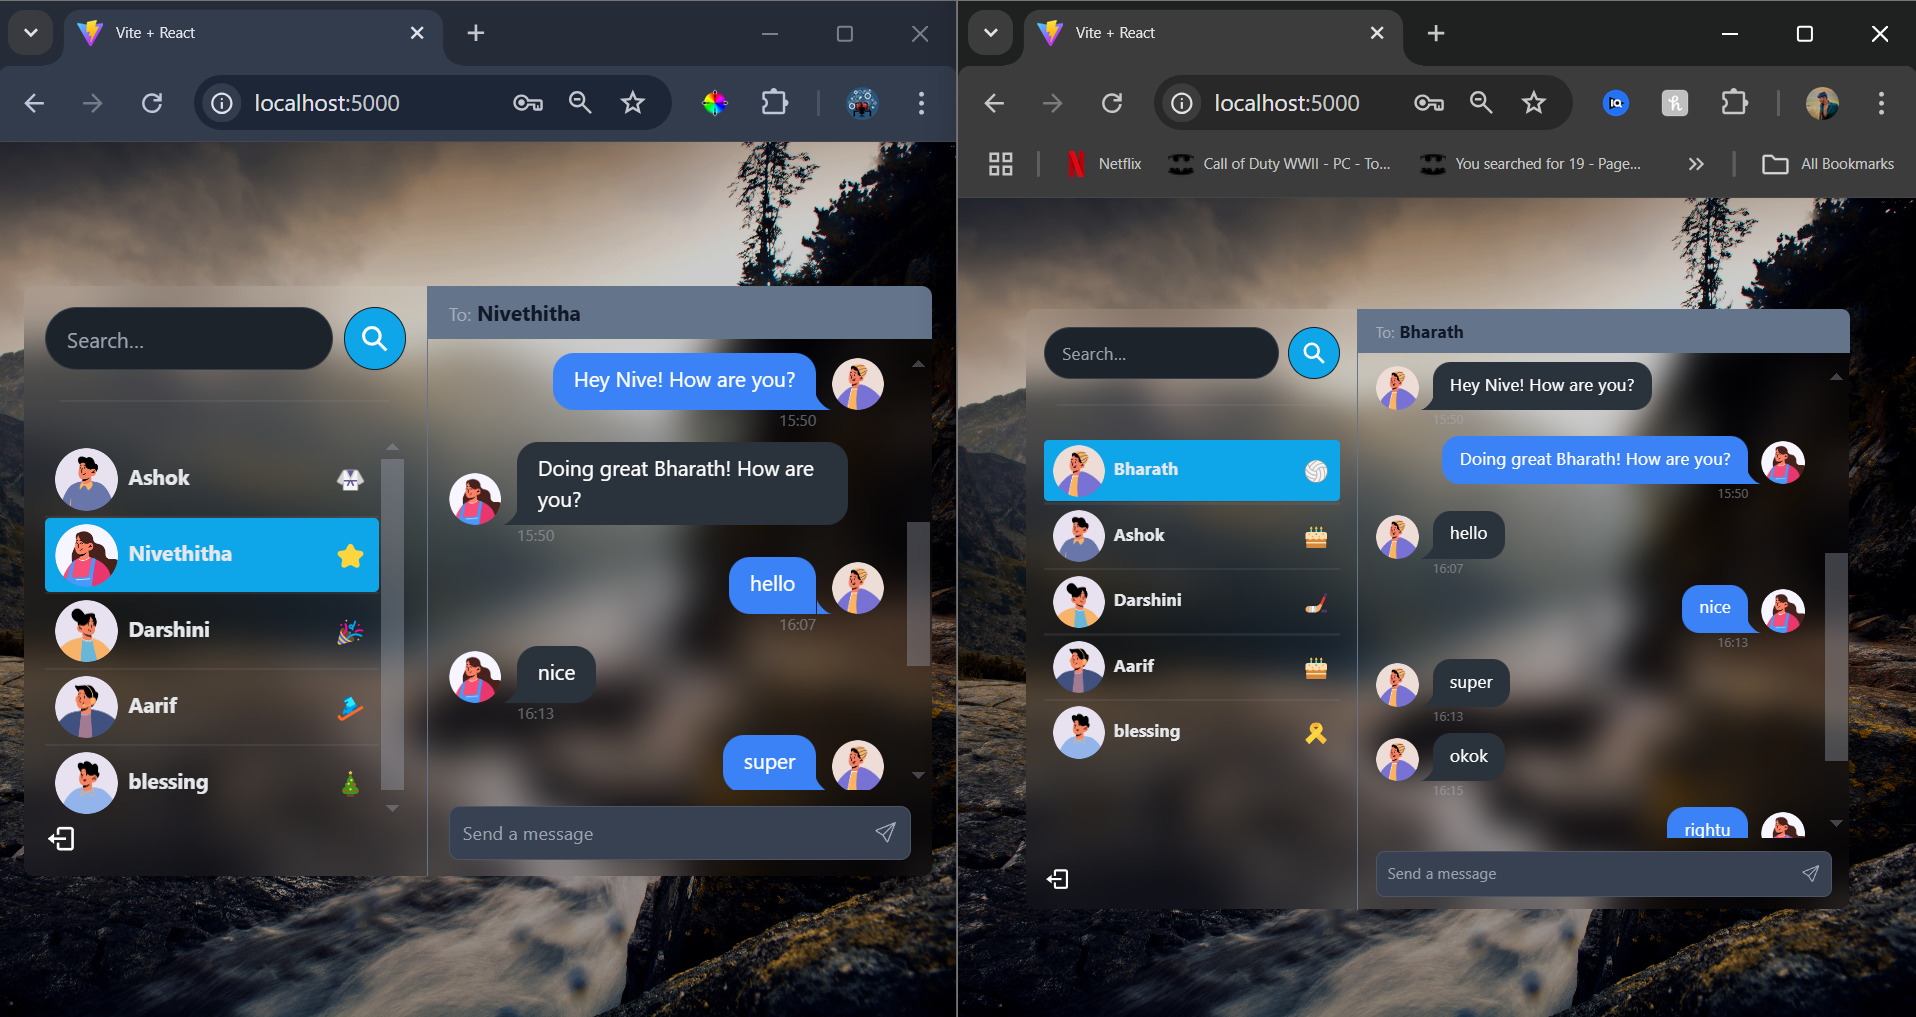 Vite + React
localhost:5000
Search...
Ashok
Nivethitha
Darshini
Aarif
blessing
To: Nivethitha
Hey Nive! How are you?
15:50
Doing great Bharath! How are
you?
15:50
hello
16:07
nice
16:13
super
Send a message
Vite + React
localhost:5000
Netflix
Call of Duty WWII - PC - To...
You searched for 19 - Page...
All Bookmarks
Search...
Bharath
Ashok
Darshini
Aarif
blessing
To: Bharath
Hey Nive! How are you?
15:50
Doing great Bharath! How are you?
15:50
hello
16:07
nice
16:13
super
16:13
okok
16:15
rightu
Send a message